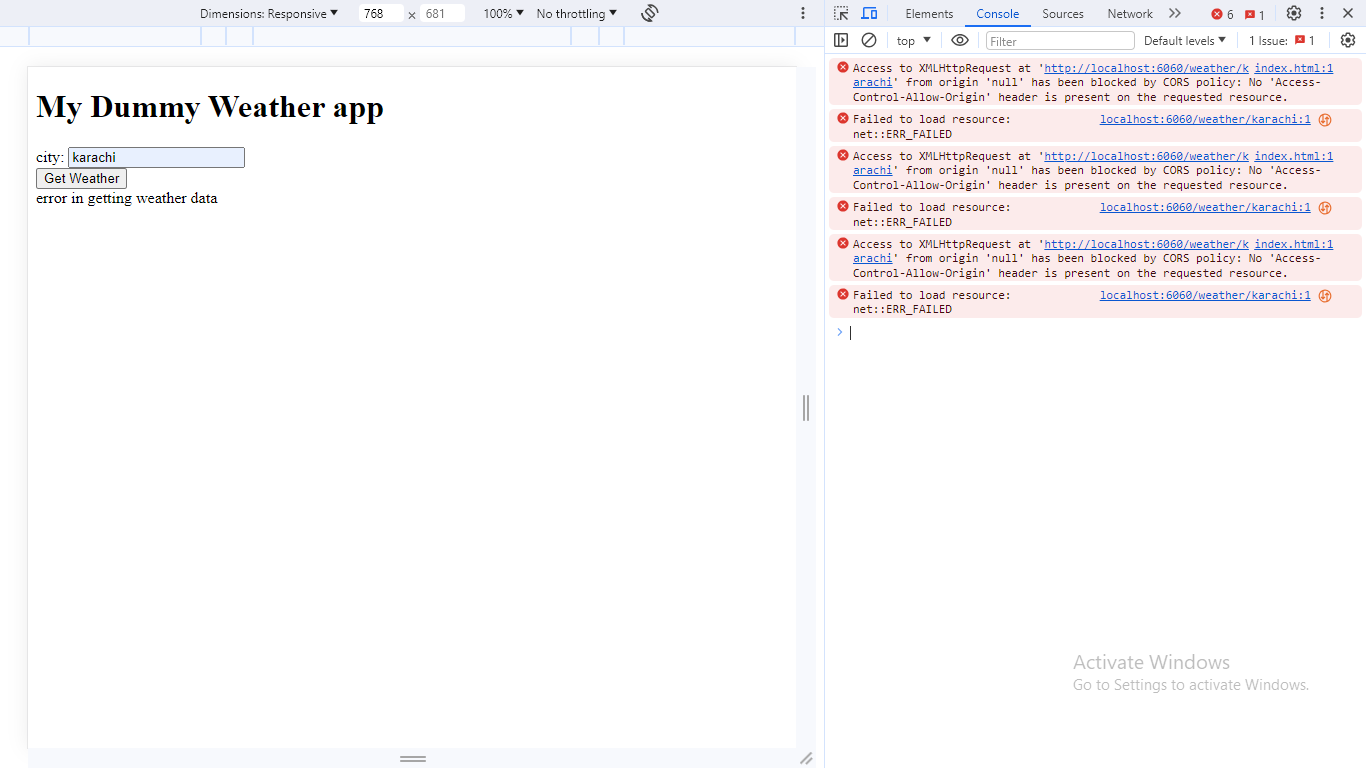 Dimensions: Responsive ▼ 768 × 681 100% ▼ No throttling ▼
Elements Console Sources Network 6 1
top ▼ Filter Default levels ▼ 1 Issue: 1
My Dummy Weather app
city: karachi
Get Weather
error in getting weather data
Access to XMLHttpRequest at 'http://localhost:6060/weather/k index.html:1
arachi' from origin 'null' has been blocked by CORS policy: No 'Access-
Control-Allow-Origin' header is present on the requested resource.
Failed to load resource: localhost:6060/weather/karachi:1
net::ERR_FAILED
Access to XMLHttpRequest at 'http://localhost:6060/weather/k index.html:1
arachi' from origin 'null' has been blocked by CORS policy: No 'Access-
Control-Allow-Origin' header is present on the requested resource.
Failed to load resource: localhost:6060/weather/karachi:1
net::ERR_FAILED
Access to XMLHttpRequest at 'http://localhost:6060/weather/k index.html:1
arachi' from origin 'null' has been blocked by CORS policy: No 'Access-
Control-Allow-Origin' header is present on the requested resource.
Failed to load resource: localhost:6060/weather/karachi:1
net::ERR_FAILED
Activate Windows
Go to Settings to activate Windows.